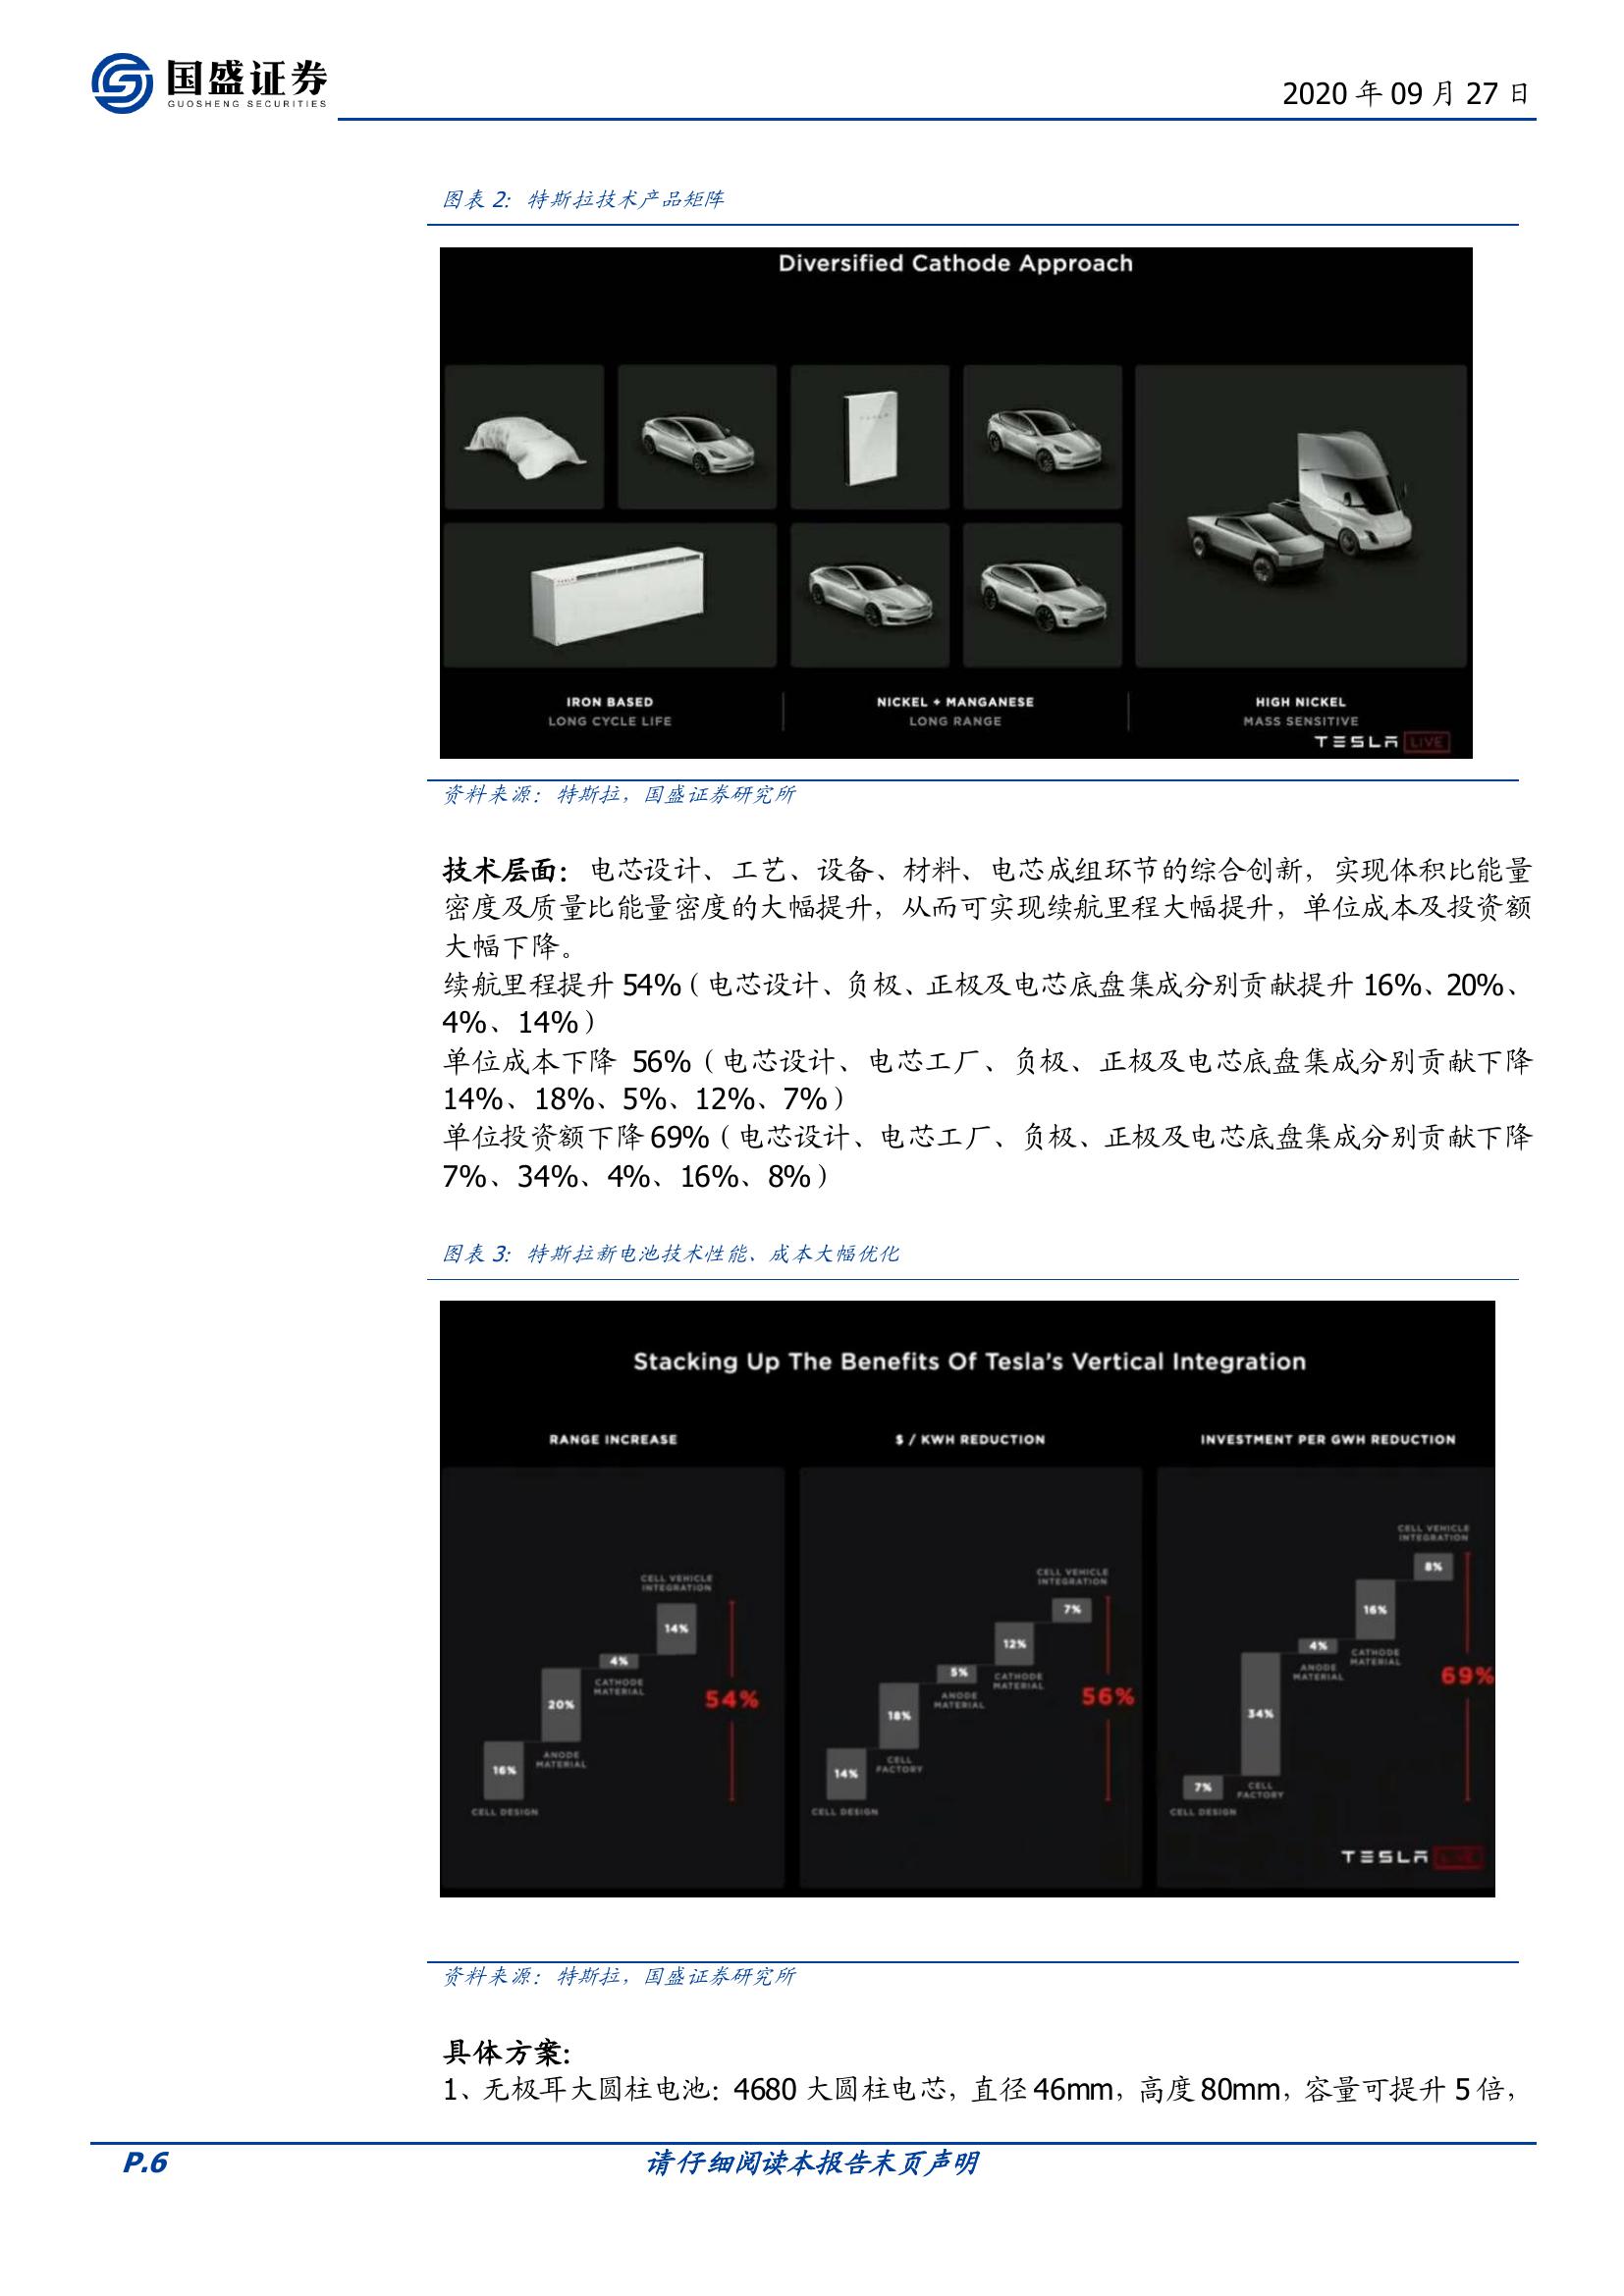 国盛证券
GUOSHENG SECURITIES
2020 年 09 月 27 日
图表 2：特斯拉技术产品矩阵
Diversified Cathode Approach
TESLA
TESLA
IRON BASED
LONG CYCLE LIFE
NICKEL + MANGANESE
LONG RANGE
HIGH NICKEL
MASS SENSITIVE
TESLA LIVE
资料来源：特斯拉，国盛证券研究所
技术层面：电芯设计、工艺、设备、材料、电芯成组环节的综合创新，实现体积比能量
密度及质量比能量密度的大幅提升，从而可实现续航里程大幅提升，单位成本及投资额
大幅下降。
续航里程提升 54%（电芯设计、负极、正极及电芯底盘集成分别贡献提升 16%、20%、
4%、14%）
单位成本下降 56%（电芯设计、电芯工厂、负极、正极及电芯底盘集成分别贡献下降
14%、18%、5%、12%、7%）
单位投资额下降 69%（电芯设计、电芯工厂、负极、正极及电芯底盘集成分别贡献下降
7%、34%、4%、16%、8%）
图表 3：特斯拉新电池技术性能、成本大幅优化
Stacking Up The Benefits Of Tesla's Vertical Integration
RANGE INCREASE
CELL VEHICLE
INTEGRATION
14%
4%
CATHODE
MATERIAL
20%
54%
ANODE
MATERIAL
16%
CELL DESIGN
$ / KWH REDUCTION
CELL VEHICLE
INTEGRATION
7%
12%
CATHODE
MATERIAL
5%
ANODE
MATERIAL
56%
18%
CELL
FACTORY
14%
CELL DESIGN
INVESTMENT PER GWH REDUCTION
CELL VEHICLE
INTEGRATION
8%
16%
CATHODE
MATERIAL
4%
ANODE
MATERIAL
69%
34%
CELL
FACTORY
7%
CELL DESIGN
TESLA LIVE
资料来源：特斯拉，国盛证券研究所
具体方案：
1、无极耳大圆柱电池：4680 大圆柱电芯，直径 46mm，高度 80mm，容量可提升 5 倍，
P.6
请仔细阅读本报告末页声明